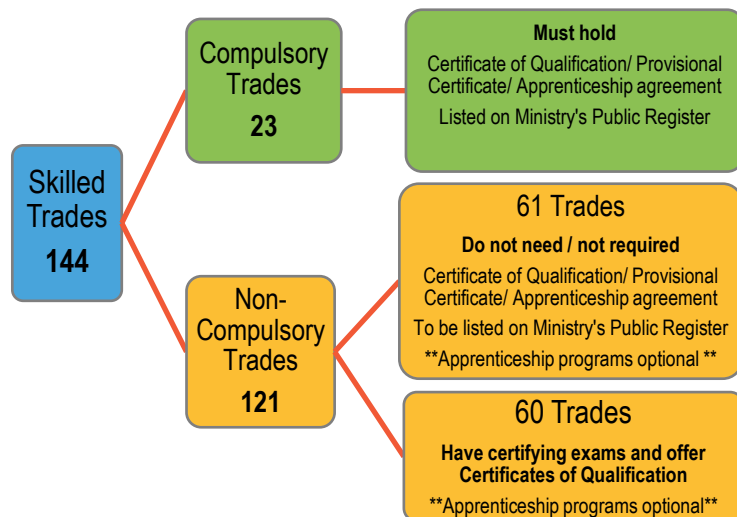 Skilled
Trades
144
Compulsory
Trades
23
Must hold
Certificate of Qualification/ Provisional
Certificate/ Apprenticeship agreement
Listed on Ministry's Public Register
Non-
Compulsory
Trades
121
61 Trades
Do not need / not required
Certificate of Qualification/ Provisional
Certificate/ Apprenticeship agreement
To be listed on Ministry's Public Register
**Apprenticeship programs optional **
60 Trades
Have certifying exams and offer
Certificates of Qualification
**Apprenticeship programs optional**